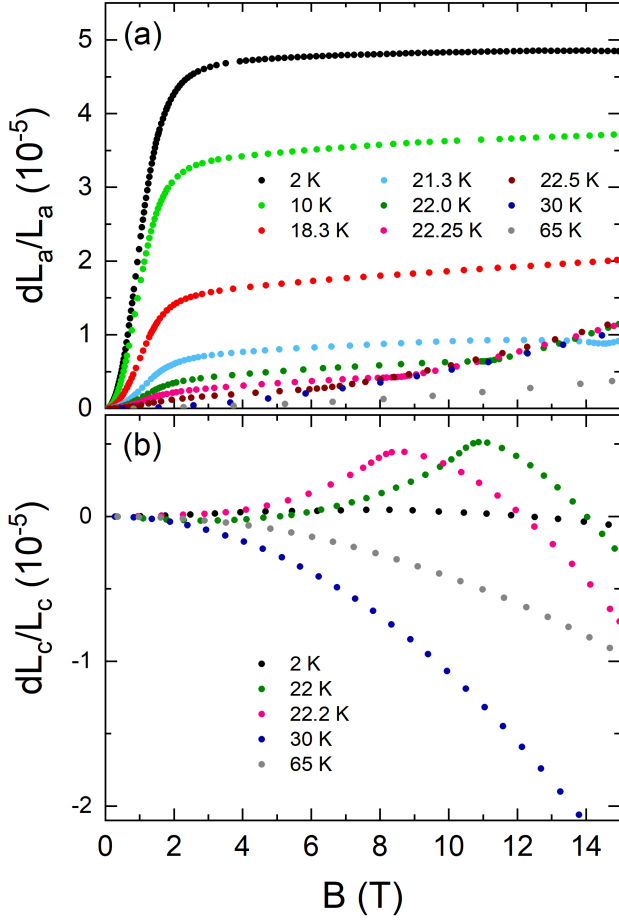 (a)
dLₐ/Lₐ (10⁻⁵)
5
4
3
2
1
0
2 K
10 K
18.3 K
21.3 K
22.0 K
22.25 K
22.5 K
30 K
65 K
(b)
dL_c/L_c (10⁻⁵)
0
-1
-2
2 K
22 K
22.2 K
30 K
65 K
0 2 4 6 8 10 12 14
B (T)